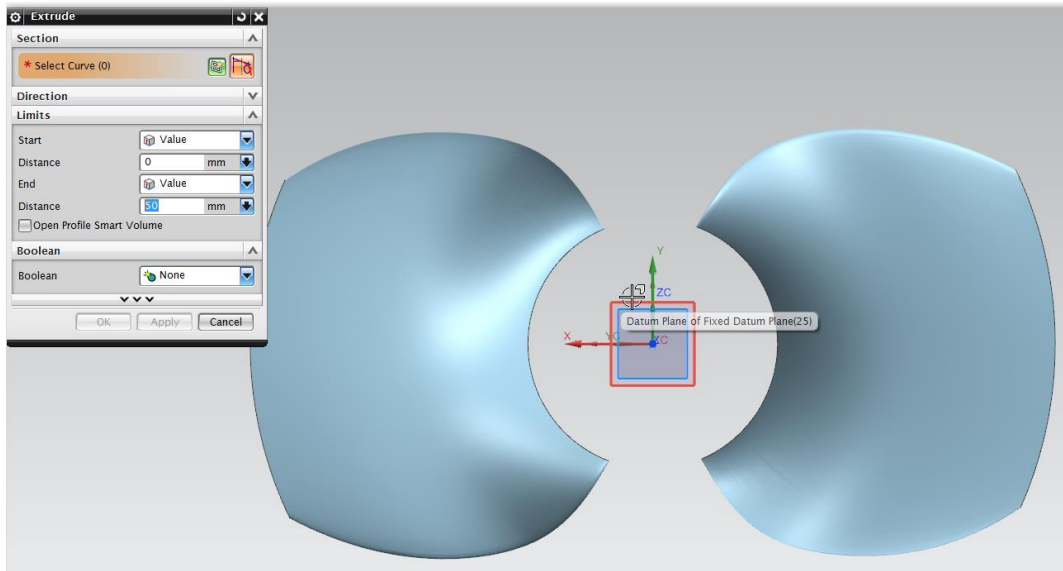 Extrude
Section
* Select Curve (0)
Direction
Limits
Start Value
Distance 0 mm
End Value
Distance 50 mm
Open Profile Smart Volume
Boolean
Boolean None
OK Apply Cancel
Y
ZC
Datum Plane of Fixed Datum Plane(25)
X YC XC